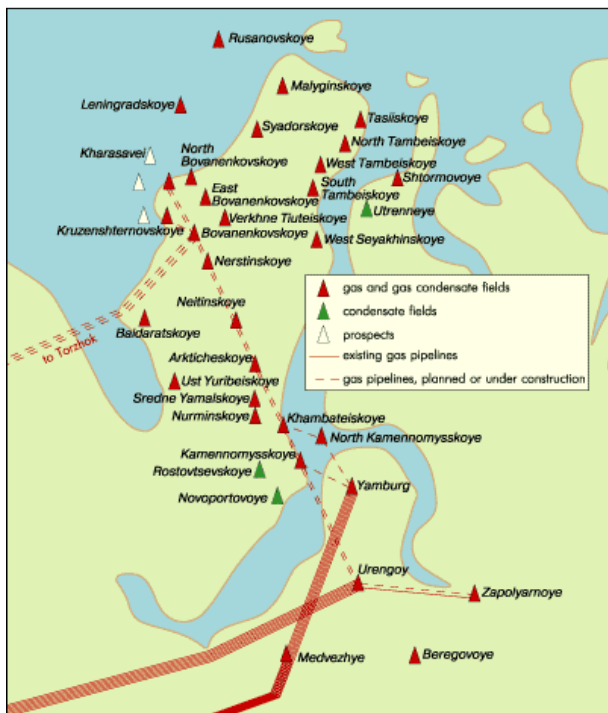 Rusanovskoye
Malyginskoye
Leningradskoye
Tasiiskoye
Syadorskoye
North Tambeiskoye
Kharasavei
North
Bovanenkovskoye
West Tambeiskoye
Shtormovoye
East
Bovanenkovskoye
South
Tambeiskoye
Utrenneye
Kruzenshternovskoye
Verkhne Tiuteiskoye
Bovanenkovskoye
West Seyakhinskoye
Nerstinskoye
gas and gas condensate fields
condensate fields
prospects
existing gas pipelines
gas pipelines, planned or under construction
Neitinskoye
Baldaratskoye
to Torzhok
Arkticheskoye
Ust Yuribeiskoye
Sredne Yamalskoye
Nurminskoye
Khambateiskoye
North Kamennomysskoye
Kamennomysskoye
Rostovtsevskoye
Yamburg
Novoportovoye
Urengoy
Zapolyarnoye
Medvezhye
Beregovoye